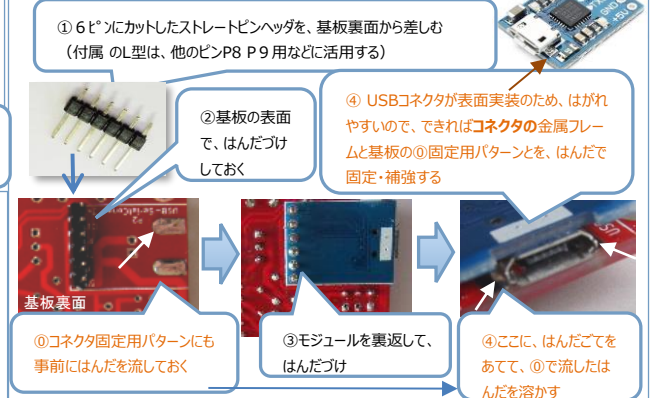 ①６ﾋﾟﾝにカットしたストレートピンヘッダを、基板裏面から差しむ
（付属 のL型は、他のピンP8 P９用などに活用する）
GND
+5V
②基板の表面
で、はんだづけ
しておく
④ USBコネクタが表面実装のため、はがれ
やすいので、できればコネクタの金属フレー
ムと基板の⓪固定用パターンとを、はんだで
固定・補強する
P2
基板裏面
US
⓪コネクタ固定用パターンにも
事前にはんだを流しておく
③モジュールを裏返して、
はんだづけ
④ここに、はんだごてを
あてて、⓪で流したは
んだを溶かす